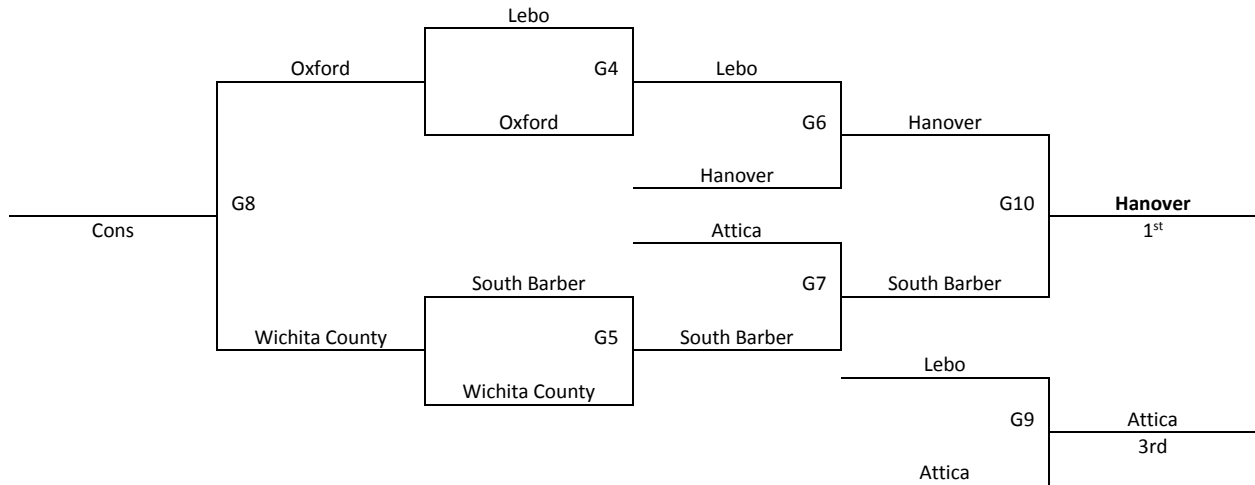 Lebo
Oxford G4 Lebo
Oxford G6 Hanover
Hanover
G8 G10 Hanover
Cons Attica 1st
South Barber G7 South Barber
Wichita County G5 South Barber
Lebo
Wichita County
G9 Attica
3rd
Attica